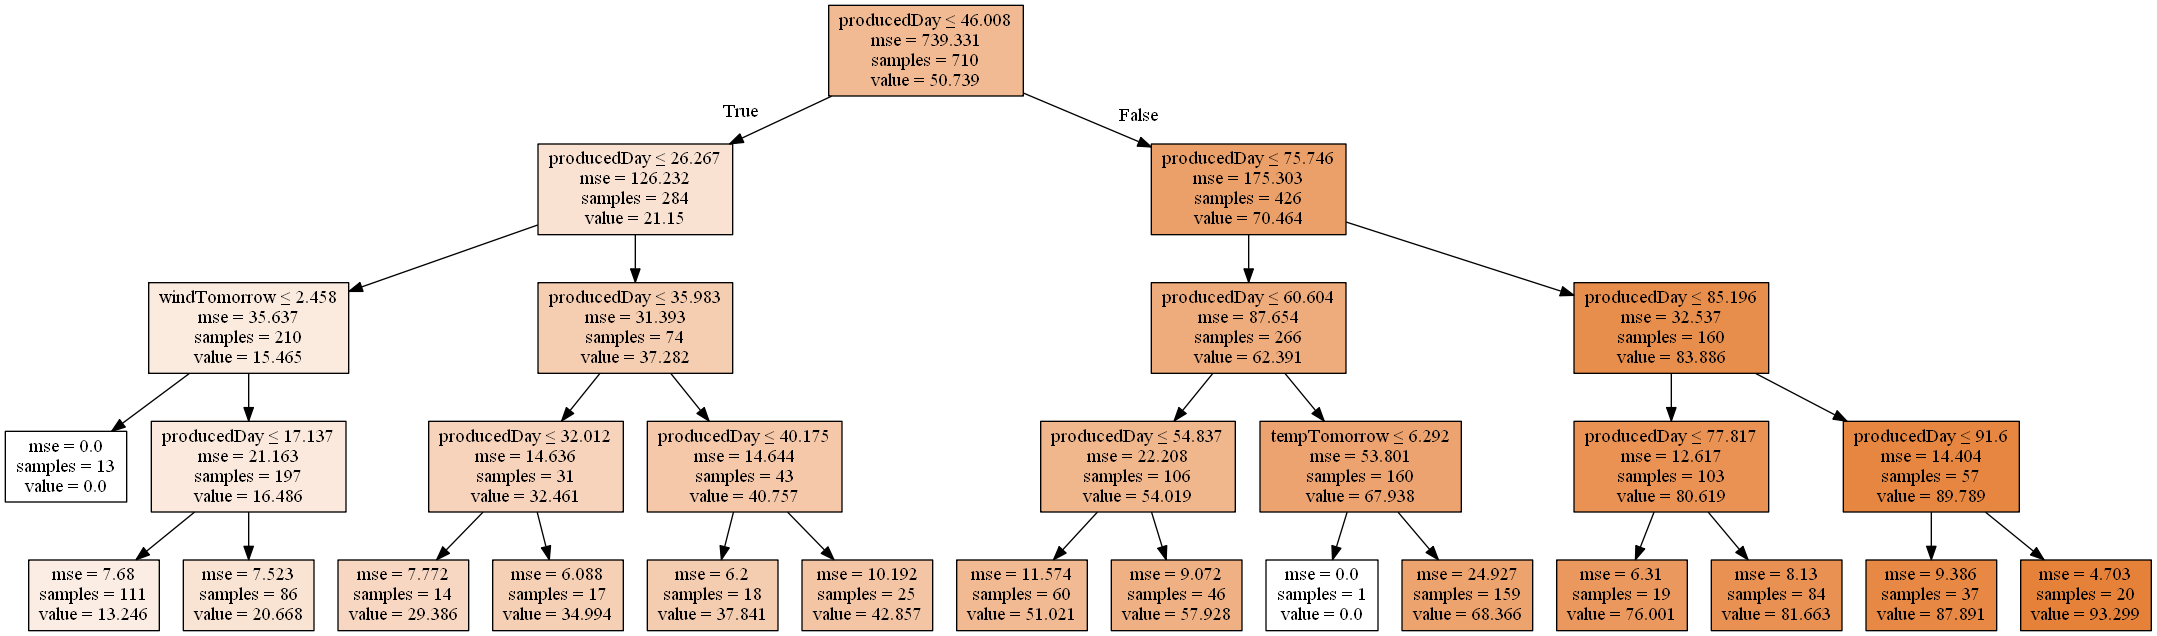 producedDay ≤ 46.008
mse = 739.331
samples = 710
value = 50.739
True
False
producedDay ≤ 26.267
mse = 126.232
samples = 284
value = 21.15
producedDay ≤ 75.746
mse = 175.303
samples = 426
value = 70.464
windTomorrow ≤ 2.458
mse = 35.637
samples = 210
value = 15.465
producedDay ≤ 35.983
mse = 31.393
samples = 74
value = 37.282
producedDay ≤ 60.604
mse = 87.654
samples = 266
value = 62.391
producedDay ≤ 85.196
mse = 32.537
samples = 160
value = 83.886
mse = 0.0
samples = 13
value = 0.0
producedDay ≤ 17.137
mse = 21.163
samples = 197
value = 16.486
producedDay ≤ 32.012
mse = 14.636
samples = 31
value = 32.461
producedDay ≤ 40.175
mse = 14.644
samples = 43
value = 40.757
producedDay ≤ 54.837
mse = 22.208
samples = 106
value = 54.019
tempTomorrow ≤ 6.292
mse = 53.801
samples = 160
value = 67.938
producedDay ≤ 77.817
mse = 12.617
samples = 103
value = 80.619
producedDay ≤ 91.6
mse = 14.404
samples = 57
value = 89.789
mse = 7.68
samples = 111
value = 13.246
mse = 7.523
samples = 86
value = 20.668
mse = 7.772
samples = 14
value = 29.386
mse = 6.088
samples = 17
value = 34.994
mse = 6.2
samples = 18
value = 37.841
mse = 10.192
samples = 25
value = 42.857
mse = 11.574
samples = 60
value = 51.021
mse = 9.072
samples = 46
value = 57.928
mse = 0.0
samples = 1
value = 0.0
mse = 24.927
samples = 159
value = 68.366
mse = 6.31
samples = 19
value = 76.001
mse = 8.13
samples = 84
value = 81.663
mse = 9.386
samples = 37
value = 87.891
mse = 4.703
samples = 20
value = 93.299